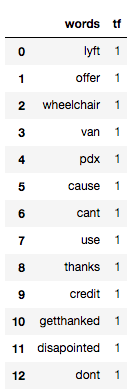 words tf
0 lyft 1
1 offer 1
2 wheelchair 1
3 van 1
4 pdx 1
5 cause 1
6 cant 1
7 use 1
8 thanks 1
9 credit 1
10 getthanked 1
11 disapointed 1
12 dont 1